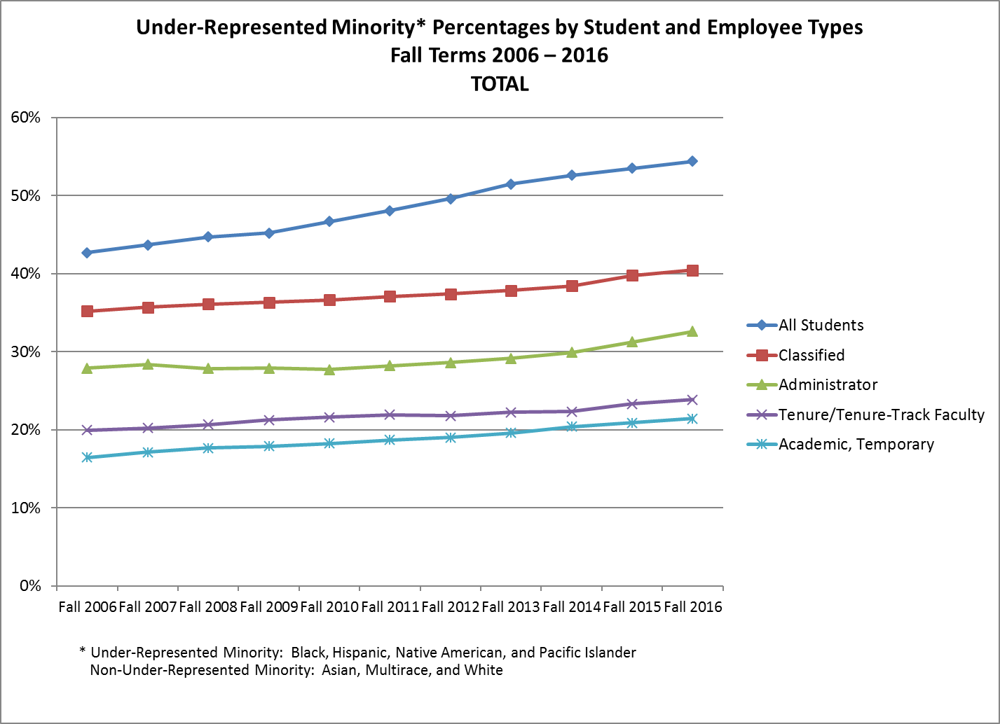 Under-Represented Minority* Percentages by Student and Employee Types
Fall Terms 2006 – 2016
TOTAL
60%
50%
40%
30%
20%
10%
0%
Fall 2006 Fall 2007 Fall 2008 Fall 2009 Fall 2010 Fall 2011 Fall 2012 Fall 2013 Fall 2014 Fall 2015 Fall 2016
All Students
Classified
Administrator
Tenure/Tenure-Track Faculty
Academic, Temporary
* Under-Represented Minority: Black, Hispanic, Native American, and Pacific Islander
Non-Under-Represented Minority: Asian, Multirace, and White